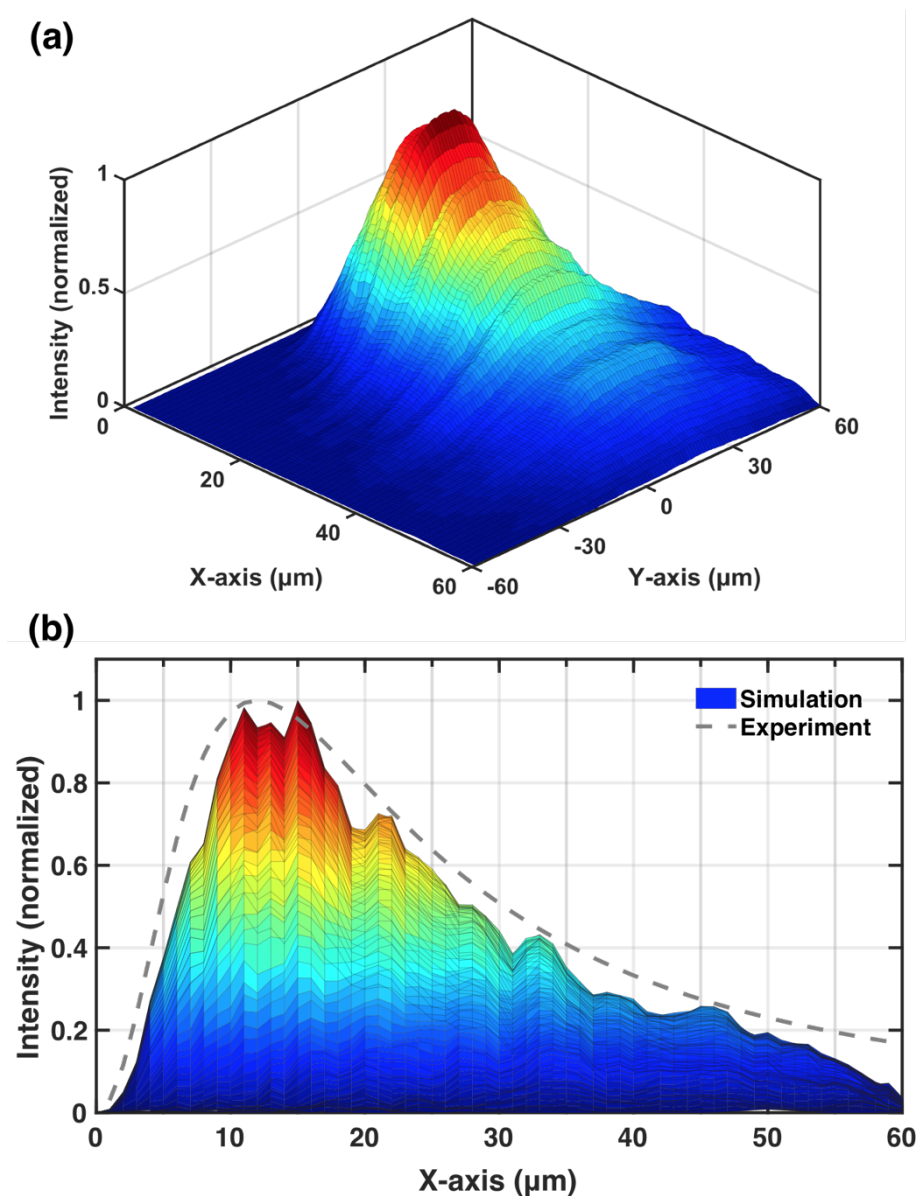 (a)
Intensity (normalized)
1
0.5
0
0
20
40
60
X-axis (μm)
-60
-30
0
30
60
Y-axis (μm)
(b)
Intensity (normalized)
1
0.8
0.6
0.4
0.2
0
Simulation
Experiment
0 10 20 30 40 50 60
X-axis (μm)